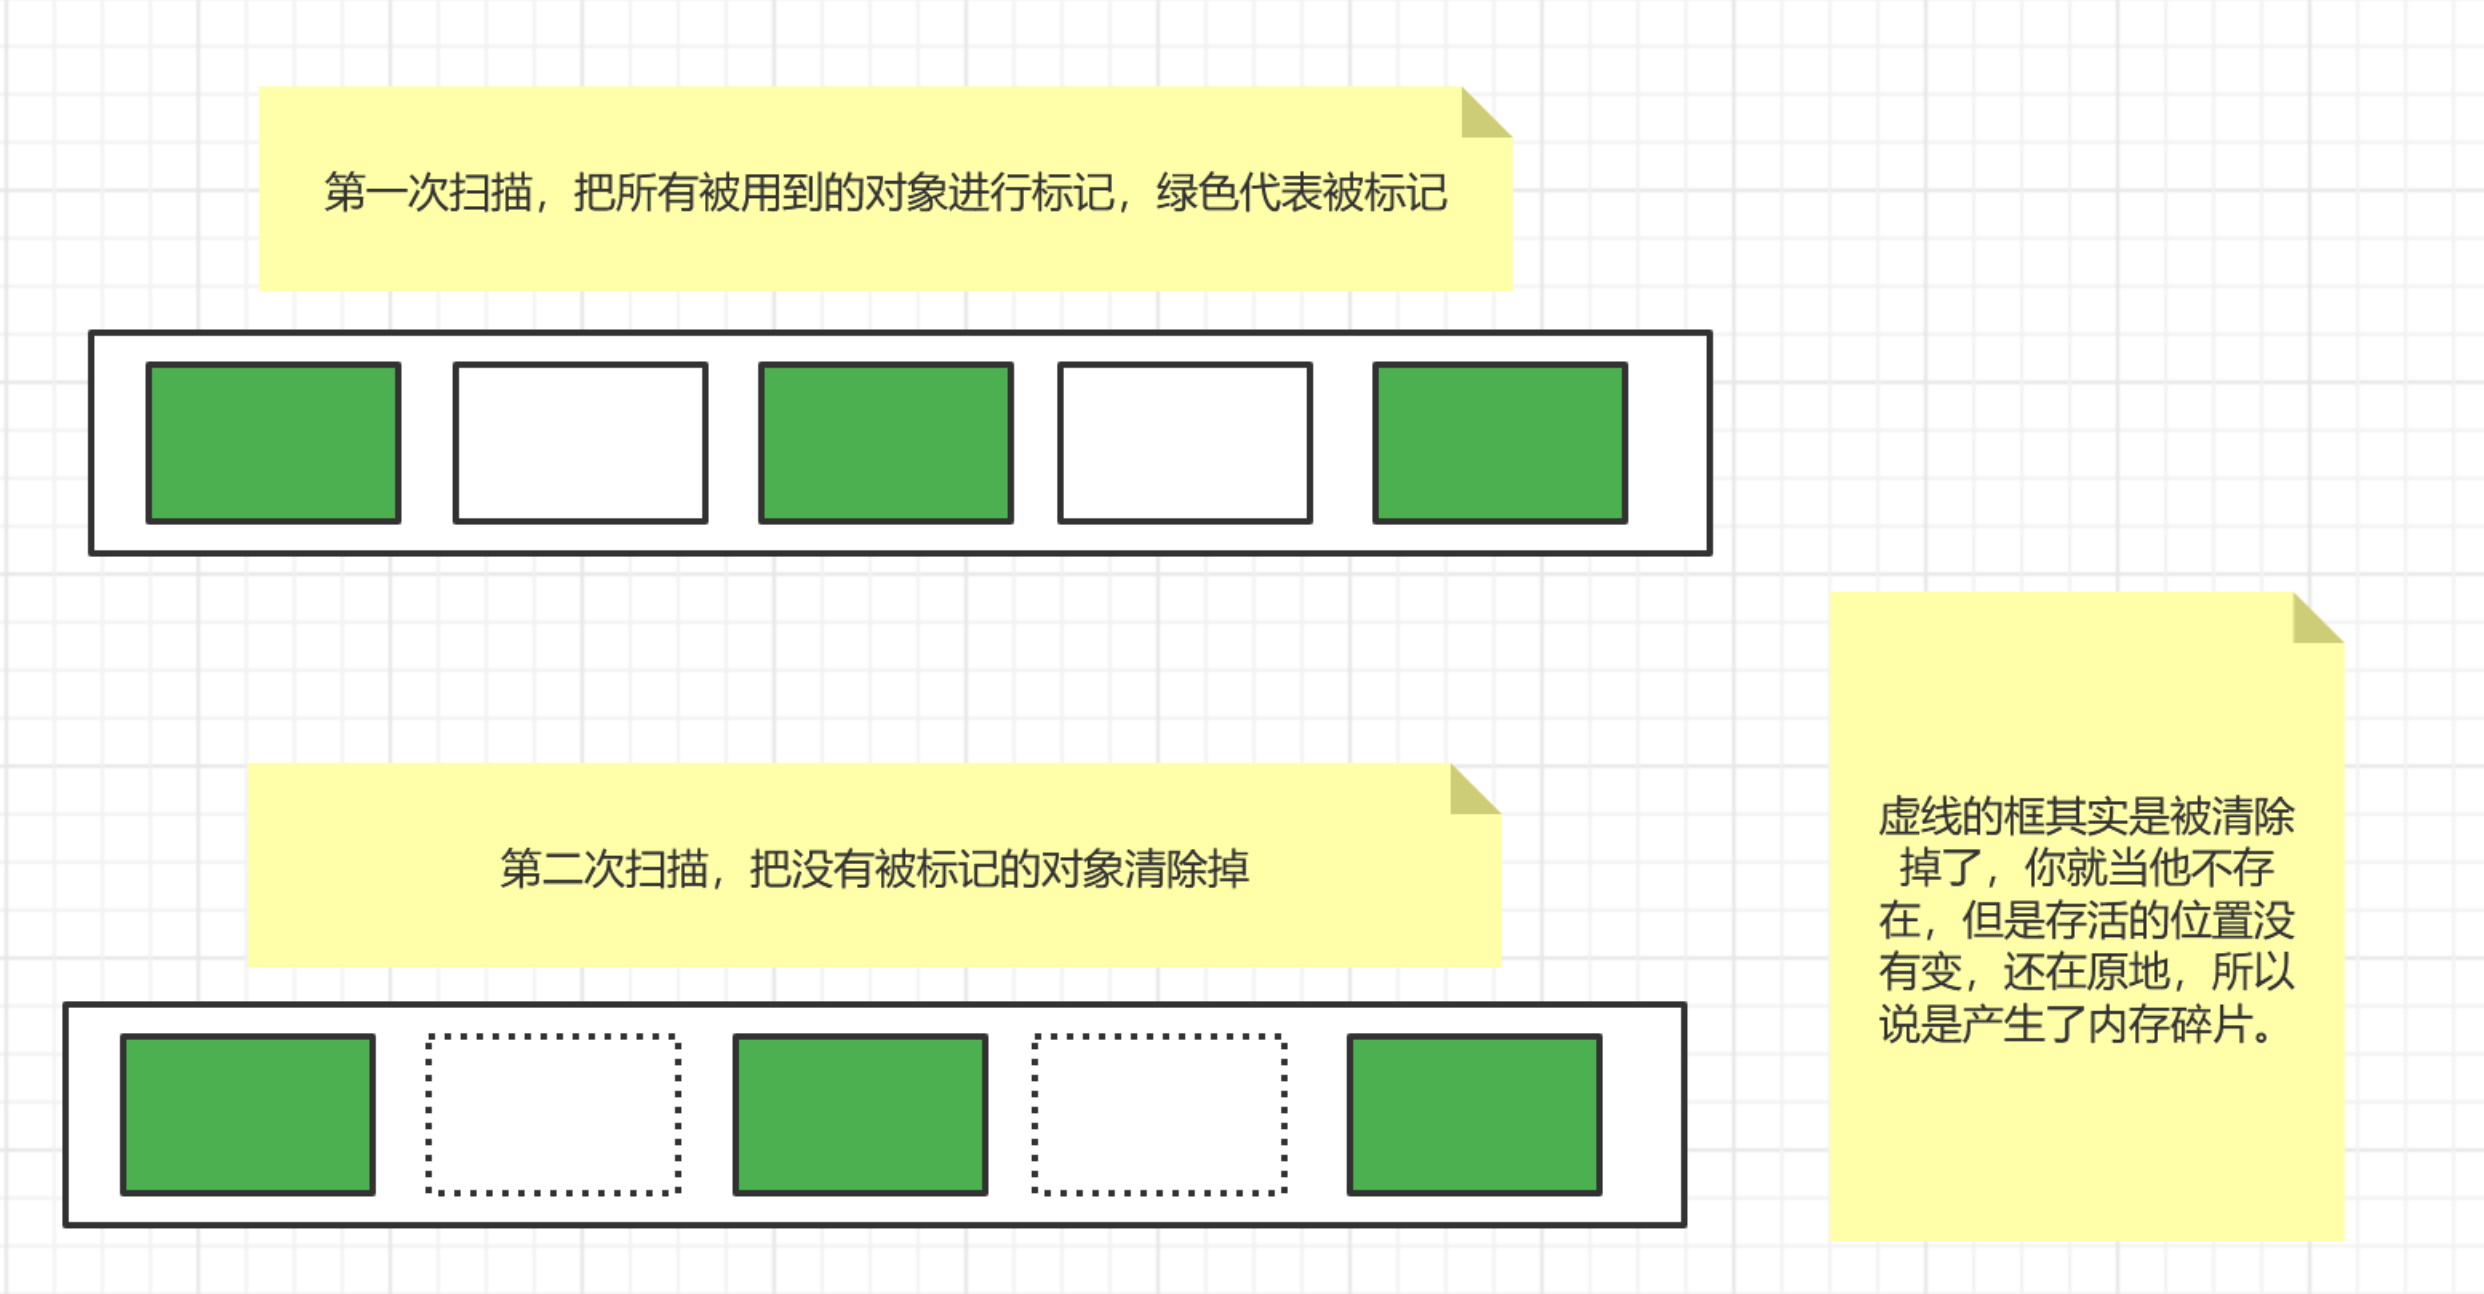 第一次扫描，把所有被用到的对象进行标记，绿色代表被标记
第二次扫描，把没有被标记的对象清除掉
虚线的框其实是被清除
掉了，你就当他不存
在，但是存活的位置没
有变，还在原地，所以
说是产生了内存碎片。